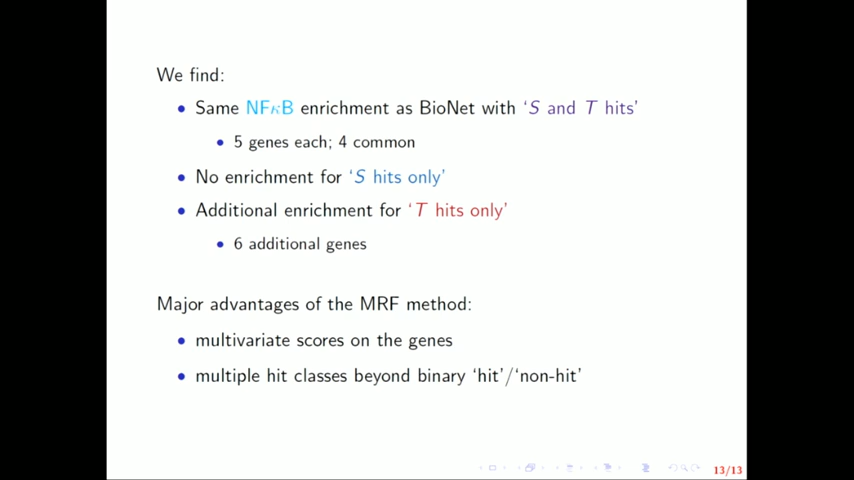 We find:
• Same NFκB enrichment as BioNet with ‘S and T hits’
• 5 genes each; 4 common
• No enrichment for ‘S hits only’
• Additional enrichment for ‘T hits only’
• 6 additional genes
Major advantages of the MRF method:
• multivariate scores on the genes
• multiple hit classes beyond binary ‘hit’/‘non-hit’
13/13